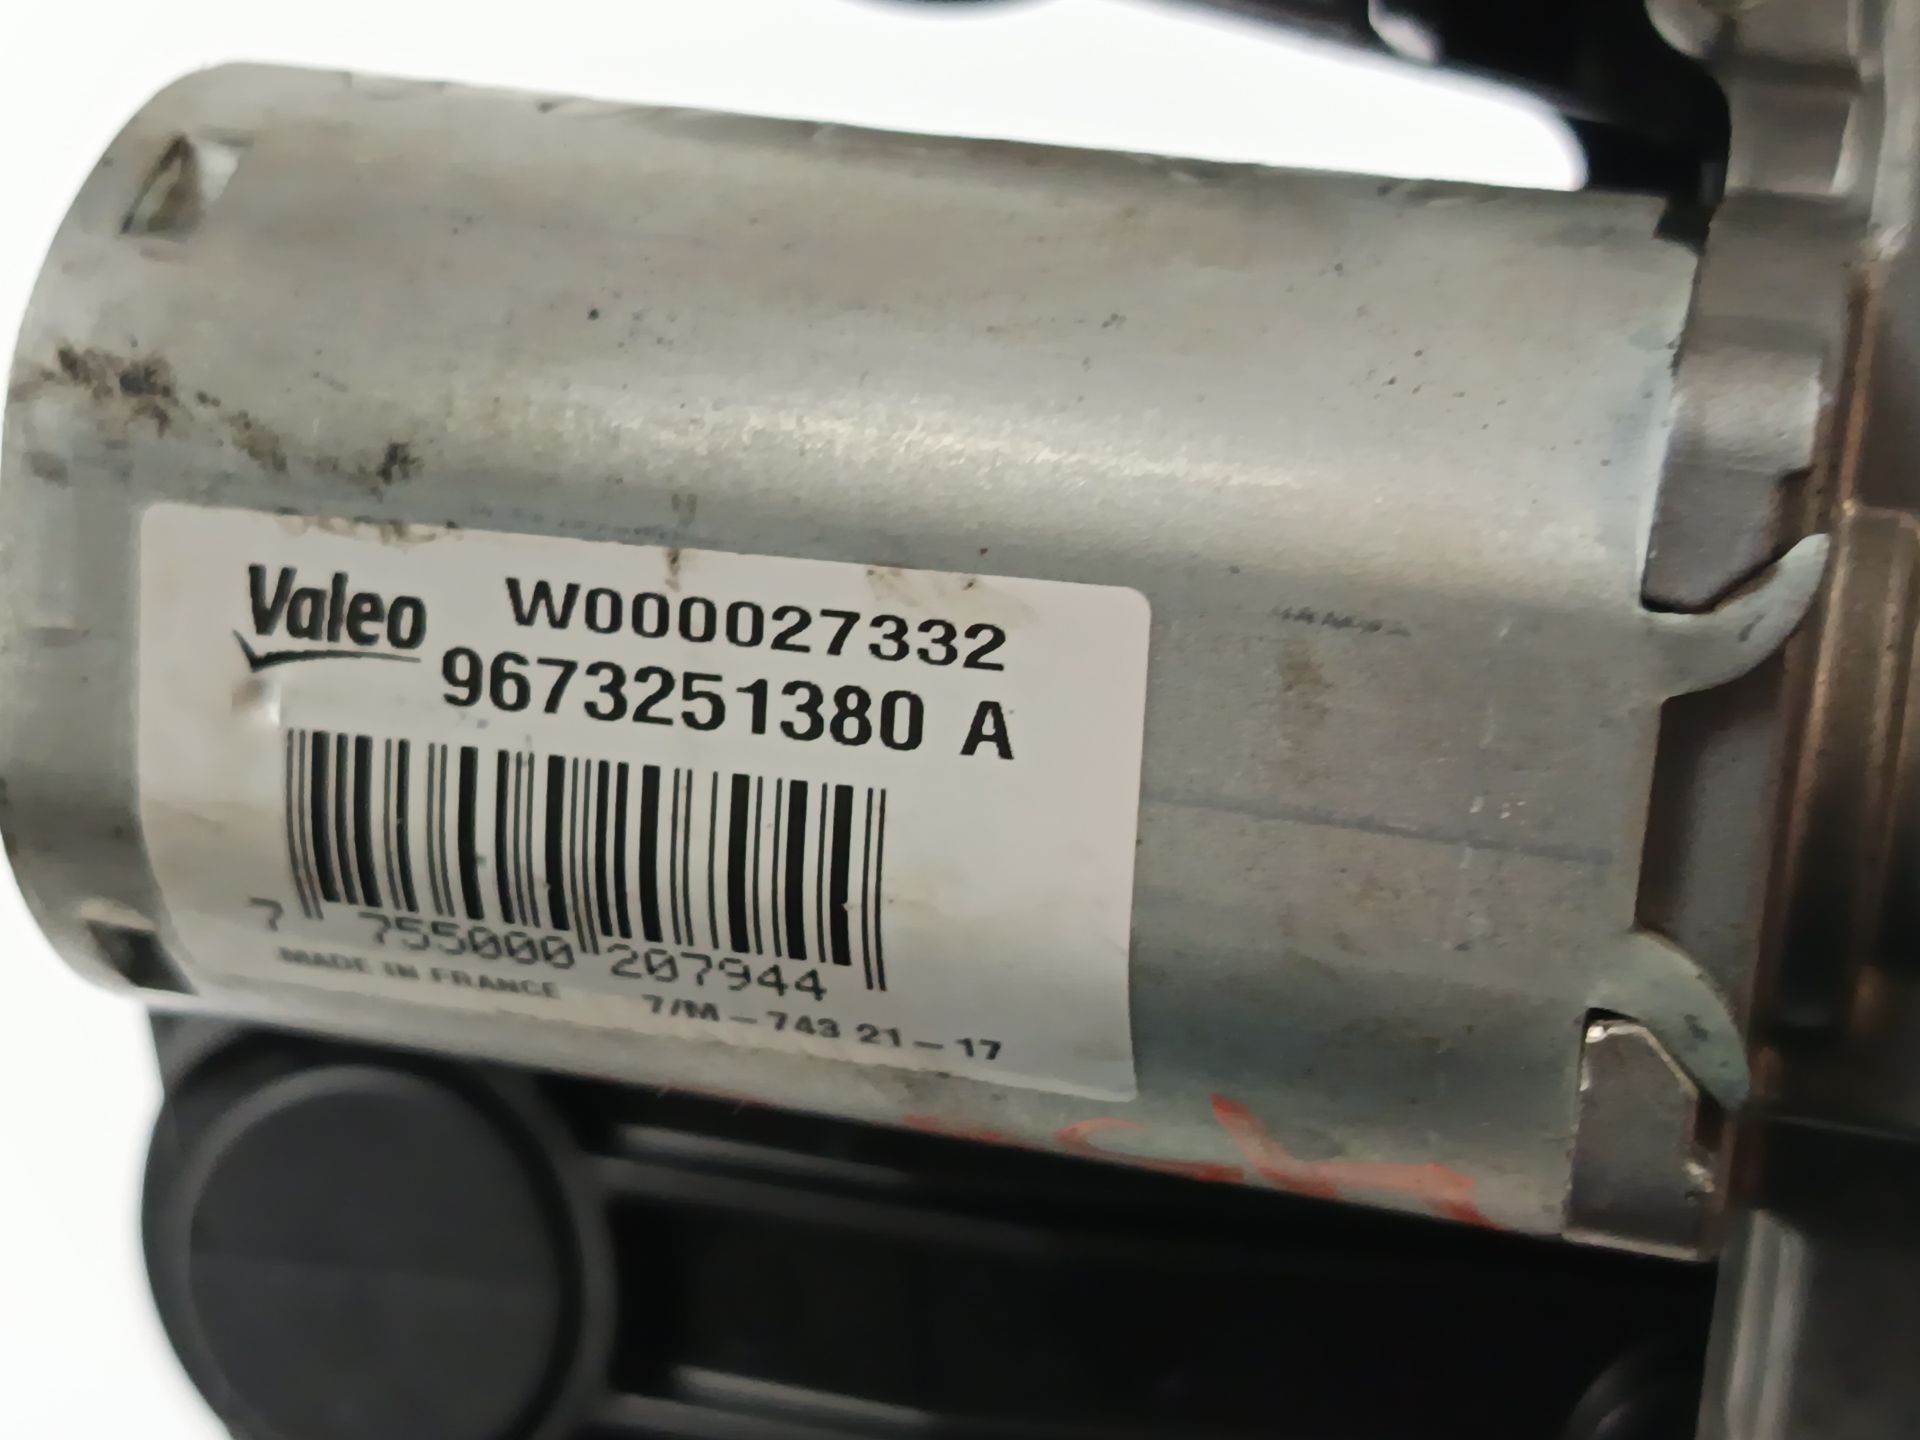 Valeo W000027332
9673251380 A
7 755000 207944
MADE IN FRANCE 7/M - 743 21 - 17